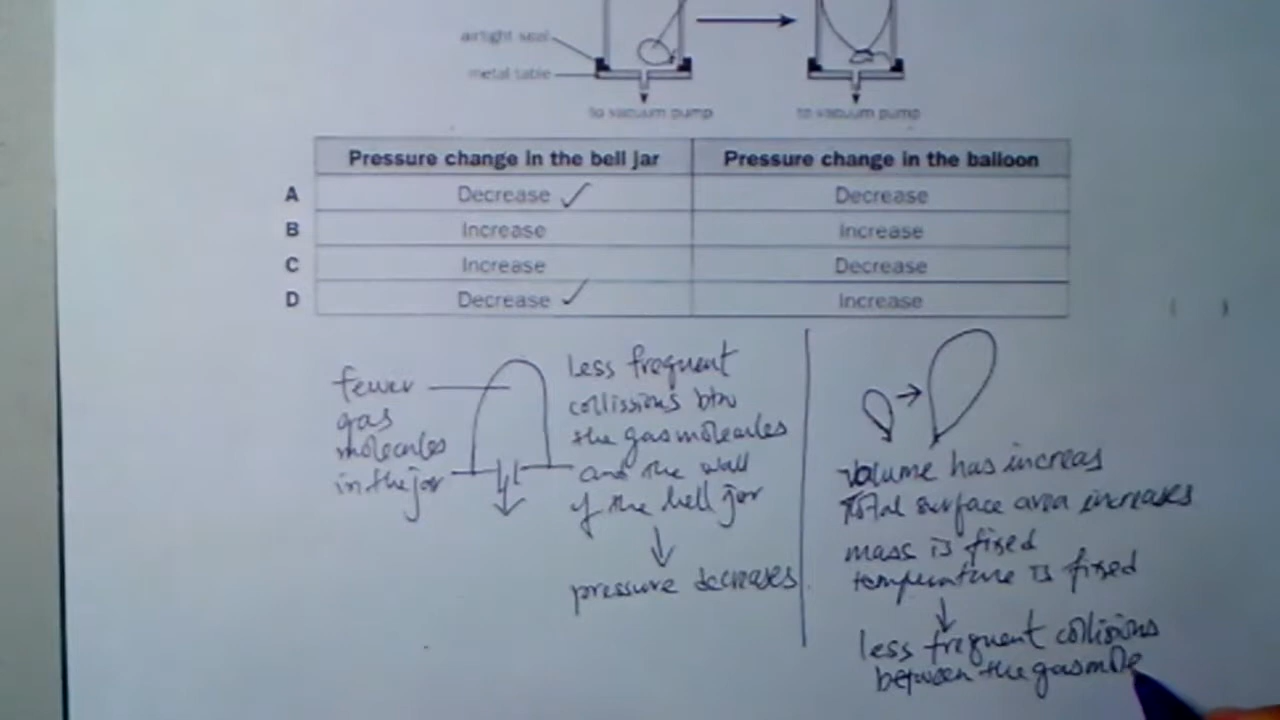 airtight seal
metal table
to vacuum pump
to vacuum pump
Pressure change in the bell jar Pressure change in the balloon
A Decrease ✓ Decrease
B Increase Increase
C Increase Decrease
D Decrease ✓ Increase
( )
fewer
gas
molecules
in the jar
less frequent
collissions btw
the gas molecules
and the wall
of the bell jar
pressure decreases
volume has increas
total surface area increases
mass is fixed
temperature is fixed
less frequent collisions
between the gas mole